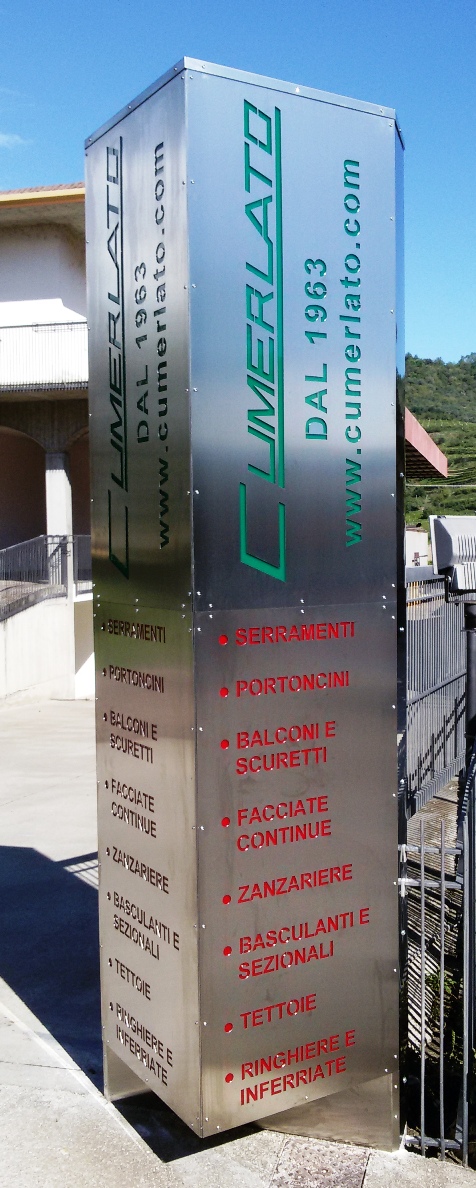 CUMERLATO
DAL 1963
www.cumerlato.com
• SERRAMENTI
• PORTONCINI
• BALCONI E
SCURETTI
• FACCIATE
CONTINUE
• ZANZARIERE
• BASCULANTI E
SEZIONALI
• TETTOIE
• RINGHIERE E
INFERRIATE
CUMERLATO
DAL 1963
www.cumerlato.com
• SERRAMENTI
• PORTONCINI
• BALCONI E
SCURETTI
• FACCIATE
CONTINUE
• ZANZARIERE
• BASCULANTI E
SEZIONALI
• TETTOIE
• RINGHIERE E
INFERRIATE